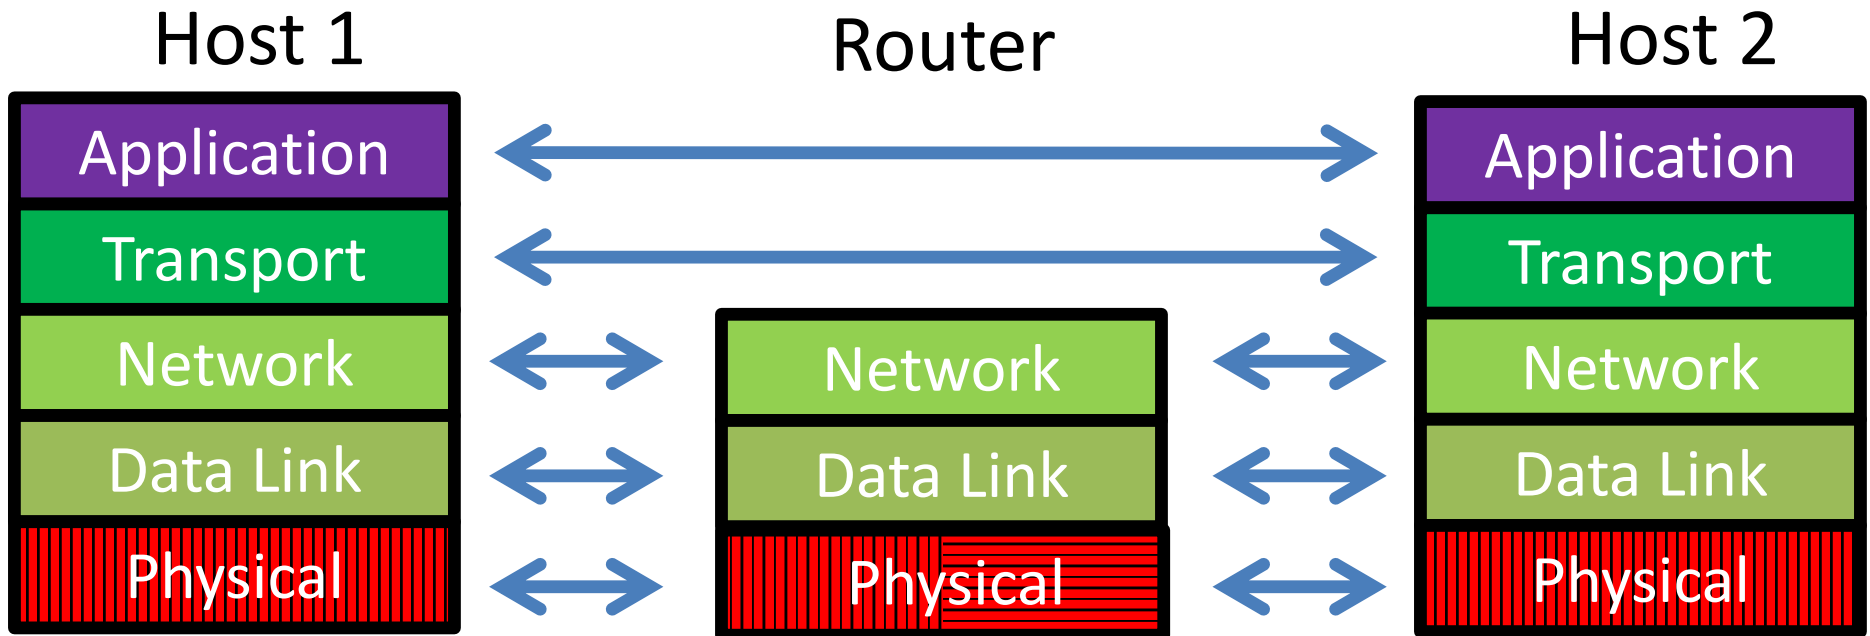 Host 1
Router
Host 2
Application
Transport
Network
Data Link
Physical
Network
Data Link
Physical
Application
Transport
Network
Data Link
Physical